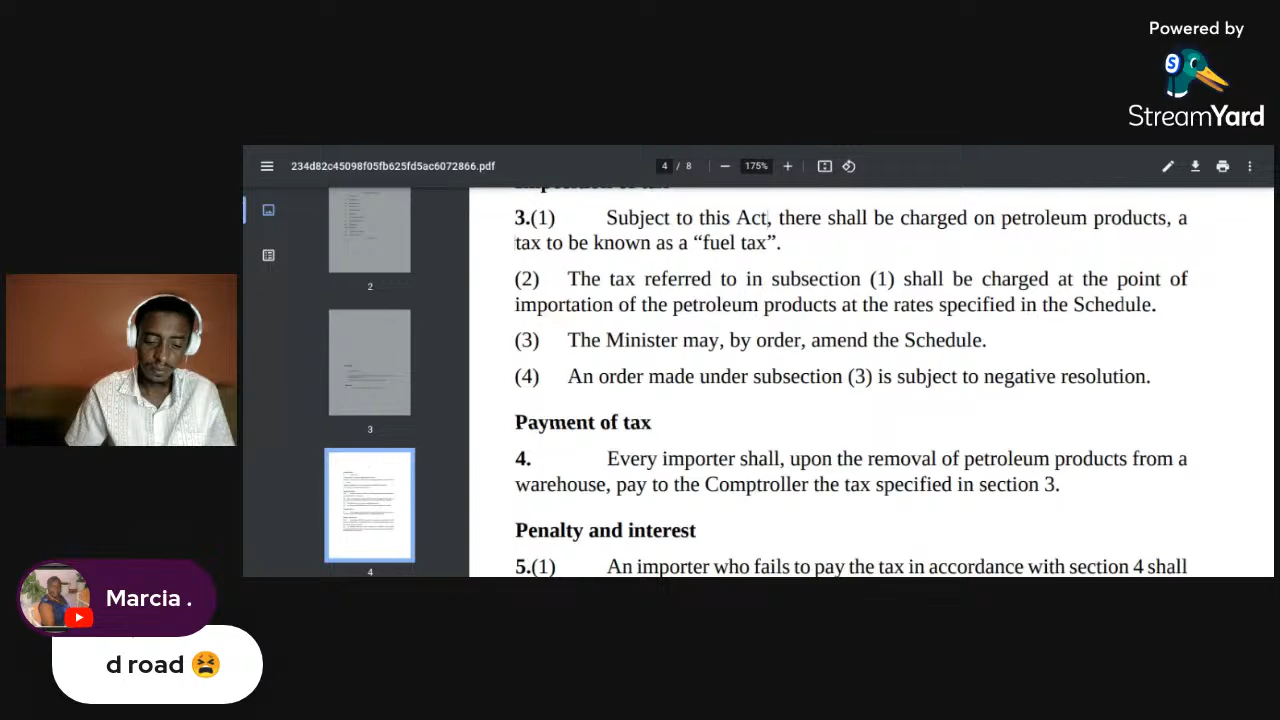 Powered by
StreamYard
234d82c45098f05fb625fd5ac6072866.pdf
4 / 8
175%
3.(1) Subject to this Act, there shall be charged on petroleum products, a
tax to be known as a “fuel tax”.
(2) The tax referred to in subsection (1) shall be charged at the point of
importation of the petroleum products at the rates specified in the Schedule.
(3) The Minister may, by order, amend the Schedule.
(4) An order made under subsection (3) is subject to negative resolution.
Payment of tax
4. Every importer shall, upon the removal of petroleum products from a
warehouse, pay to the Comptroller the tax specified in section 3.
Penalty and interest
5.(1) An importer who fails to pay the tax in accordance with section 4 shall
2
3
4
Marcia .
d road 😫